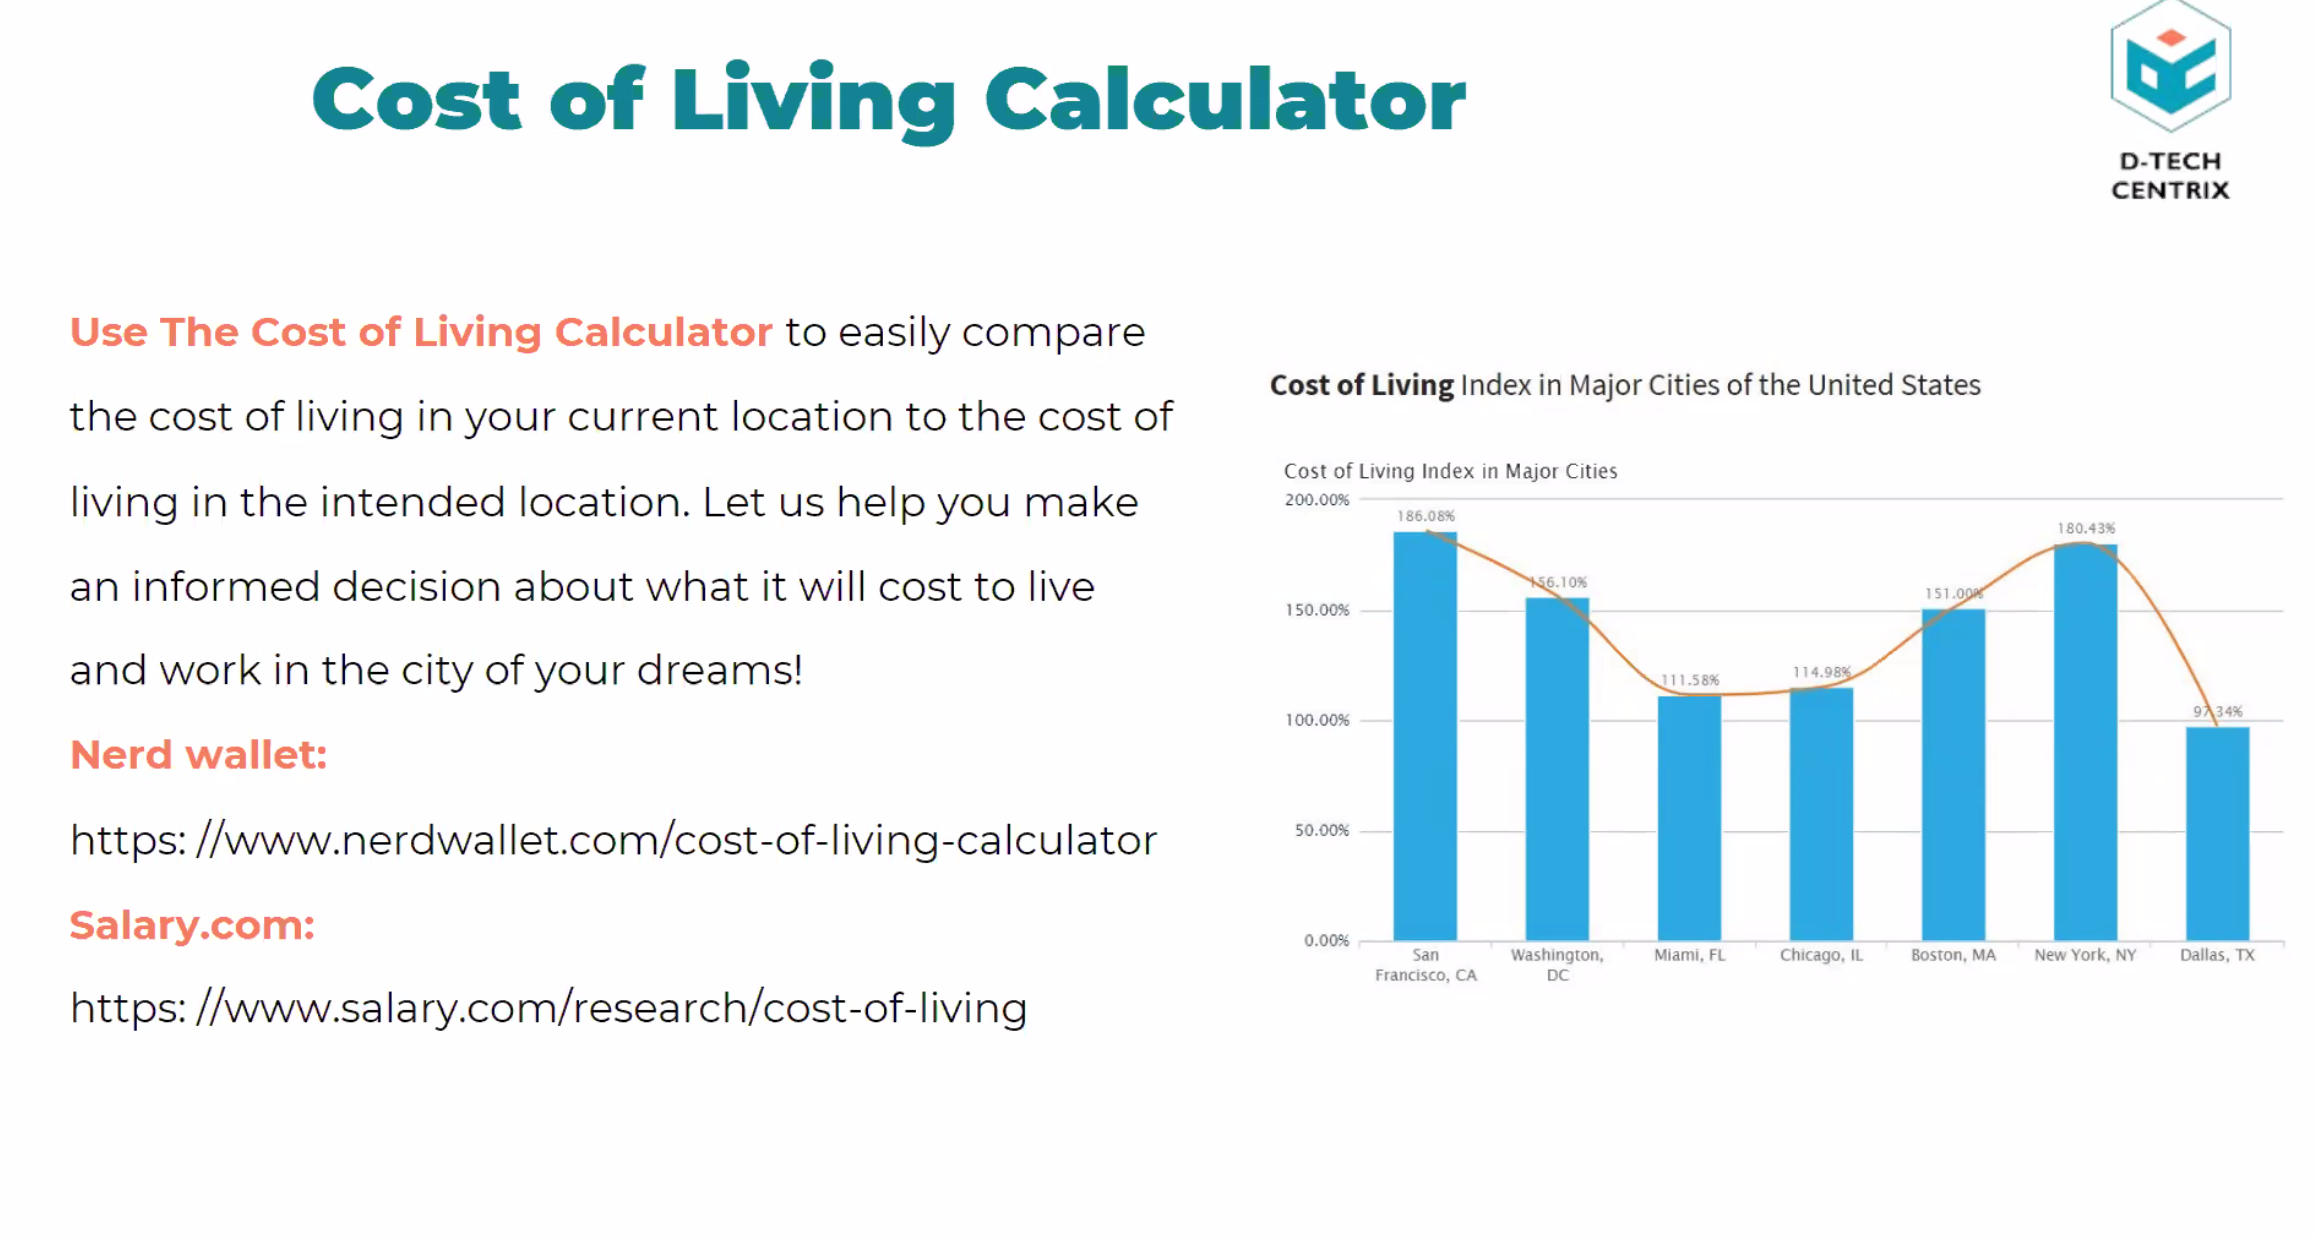 Cost of Living Calculator
D-TECH
CENTRIX
Use The Cost of Living Calculator to easily compare
the cost of living in your current location to the cost of
living in the intended location. Let us help you make
an informed decision about what it will cost to live
and work in the city of your dreams!
Nerd wallet:
https: //www.nerdwallet.com/cost-of-living-calculator
Salary.com:
https: //www.salary.com/research/cost-of-living
Cost of Living Index in Major Cities of the United States
Cost of Living Index in Major Cities
200.00%
150.00%
100.00%
50.00%
0.00%
186.08%
156.10%
111.58%
114.98%
151.00%
180.43%
97.34%
San
Francisco, CA
Washington,
DC
Miami, FL
Chicago, IL
Boston, MA
New York, NY
Dallas, TX